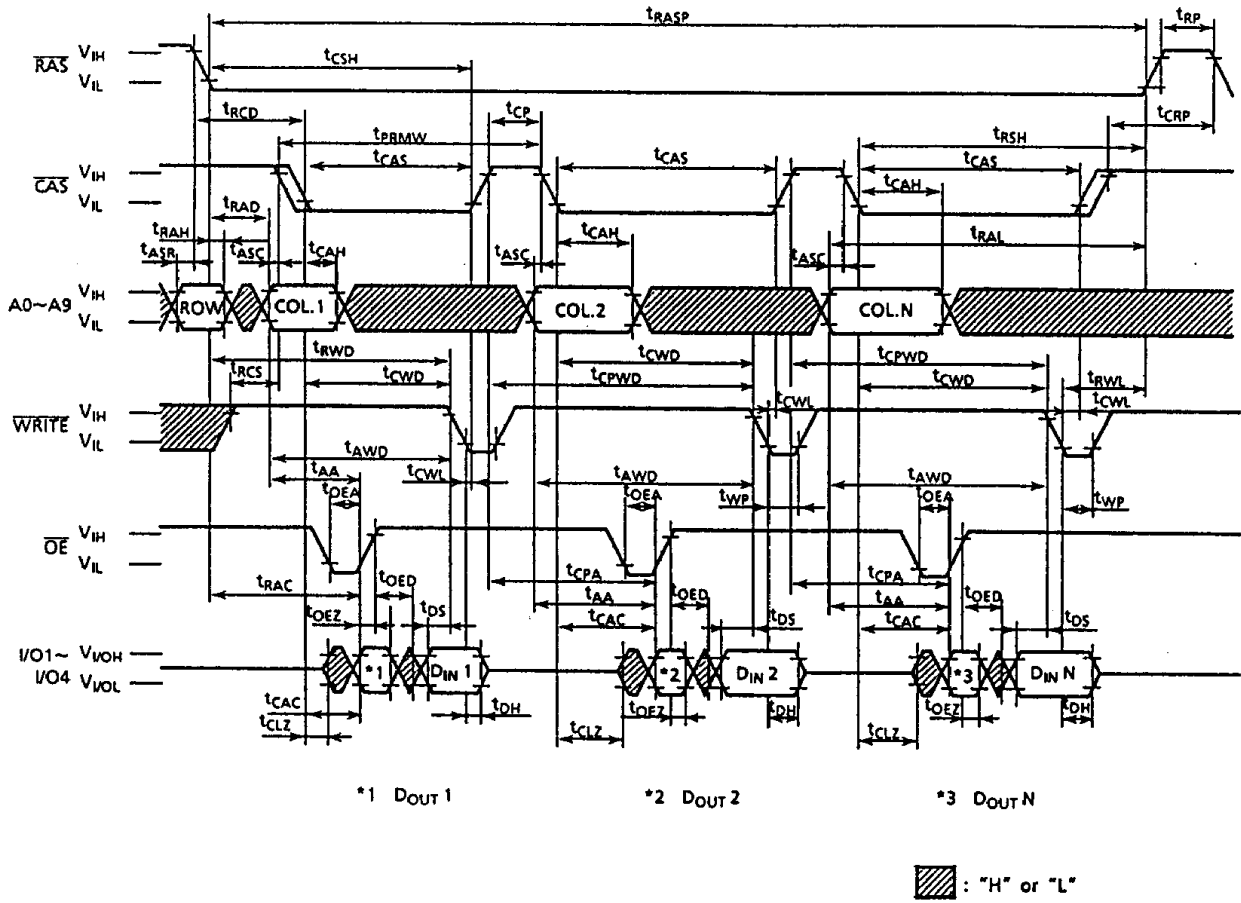 tRASP
tRP
RAS VIH
VIL
tCSH
tRCD
tCP
tCRP
tPRMW
tRSH
tCAS
tCAS
tCAS
CAS VIH
VIL
tCAH
tRAD
tRAH
tRAL
tASR
tASC
tCAH
tASC
tCAH
tASC
A0~A9 VIH
VIL
ROW
COL.1
COL.2
COL.N
tRWD
tCWD
tCPWD
tRCS
tCWD
tCPWD
tCWD
tRWL
WRITE VIH
VIL
tCWL
tCWL
tAWD
tAA
tCWL
tAWD
tAWD
tOEA
tOEA
tWP
tOEA
tWP
OE VIH
VIL
tRAC
tOED
tCPA
tOED
tCPA
tOED
tAA
tAA
tOEZ
tDS
tCAC
tDS
tCAC
tDS
I/O1~ VI/OH
I/O4 VI/OL
*1
DIN 1
*2
DIN 2
*3
DIN N
tCAC
tDH
tOEZ
tDH
tOEZ
tDH
tCLZ
tCLZ
tCLZ
*1 DOUT 1
*2 DOUT 2
*3 DOUT N
: "H" or "L"